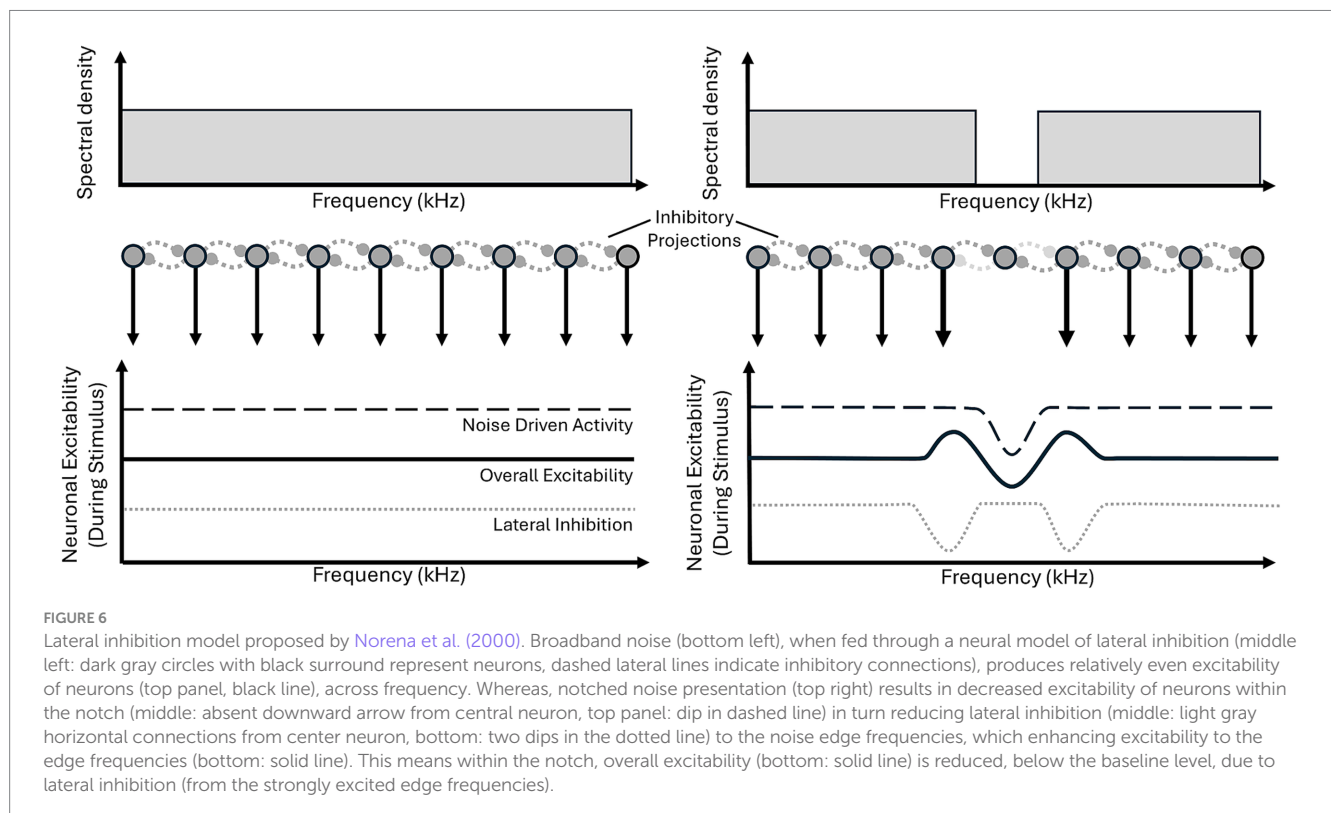 Spectral density
Frequency (kHz)
Spectral density
Frequency (kHz)
Inhibitory
Projections
Neuronal Excitability
(During Stimulus)
Noise Driven Activity
Overall Excitability
Lateral Inhibition
Frequency (kHz)
Neuronal Excitability
(During Stimulus)
Frequency (kHz)
FIGURE 6
Lateral inhibition model proposed by Norena et al. (2000). Broadband noise (bottom left), when fed through a neural model of lateral inhibition (middle
left: dark gray circles with black surround represent neurons, dashed lateral lines indicate inhibitory connections), produces relatively even excitability
of neurons (top panel, black line), across frequency. Whereas, notched noise presentation (top right) results in decreased excitability of neurons within
the notch (middle: absent downward arrow from central neuron, top panel: dip in dashed line) in turn reducing lateral inhibition (middle: light gray
horizontal connections from center neuron, bottom: two dips in the dotted line) to the noise edge frequencies, which enhancing excitability to the
edge frequencies (bottom: solid line). This means within the notch, overall excitability (bottom: solid line) is reduced, below the baseline level, due to
lateral inhibition (from the strongly excited edge frequencies).